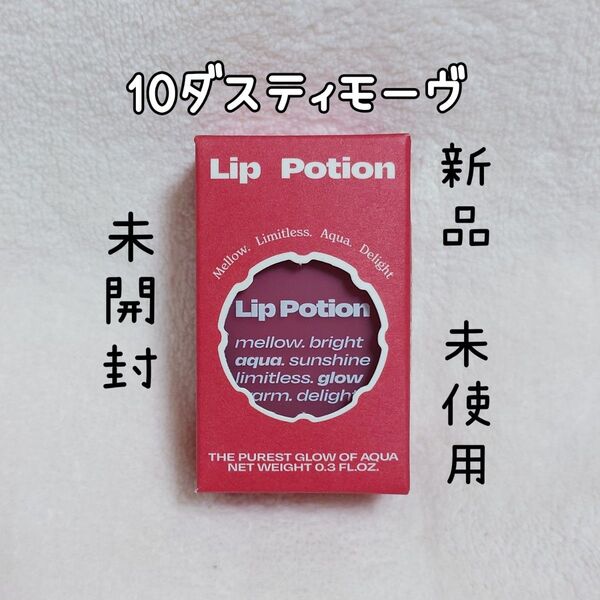 10ダスティモーヴ
新品 未使用
未開封
Lip Potion
Mellow. Limitless. Aqua. Delight
Lip Potion
mellow. bright
aqua. sunshine
limitless. glow
arm. delight
THE PUREST GLOW OF AQUA
NET WEIGHT 0.3 FL.OZ.